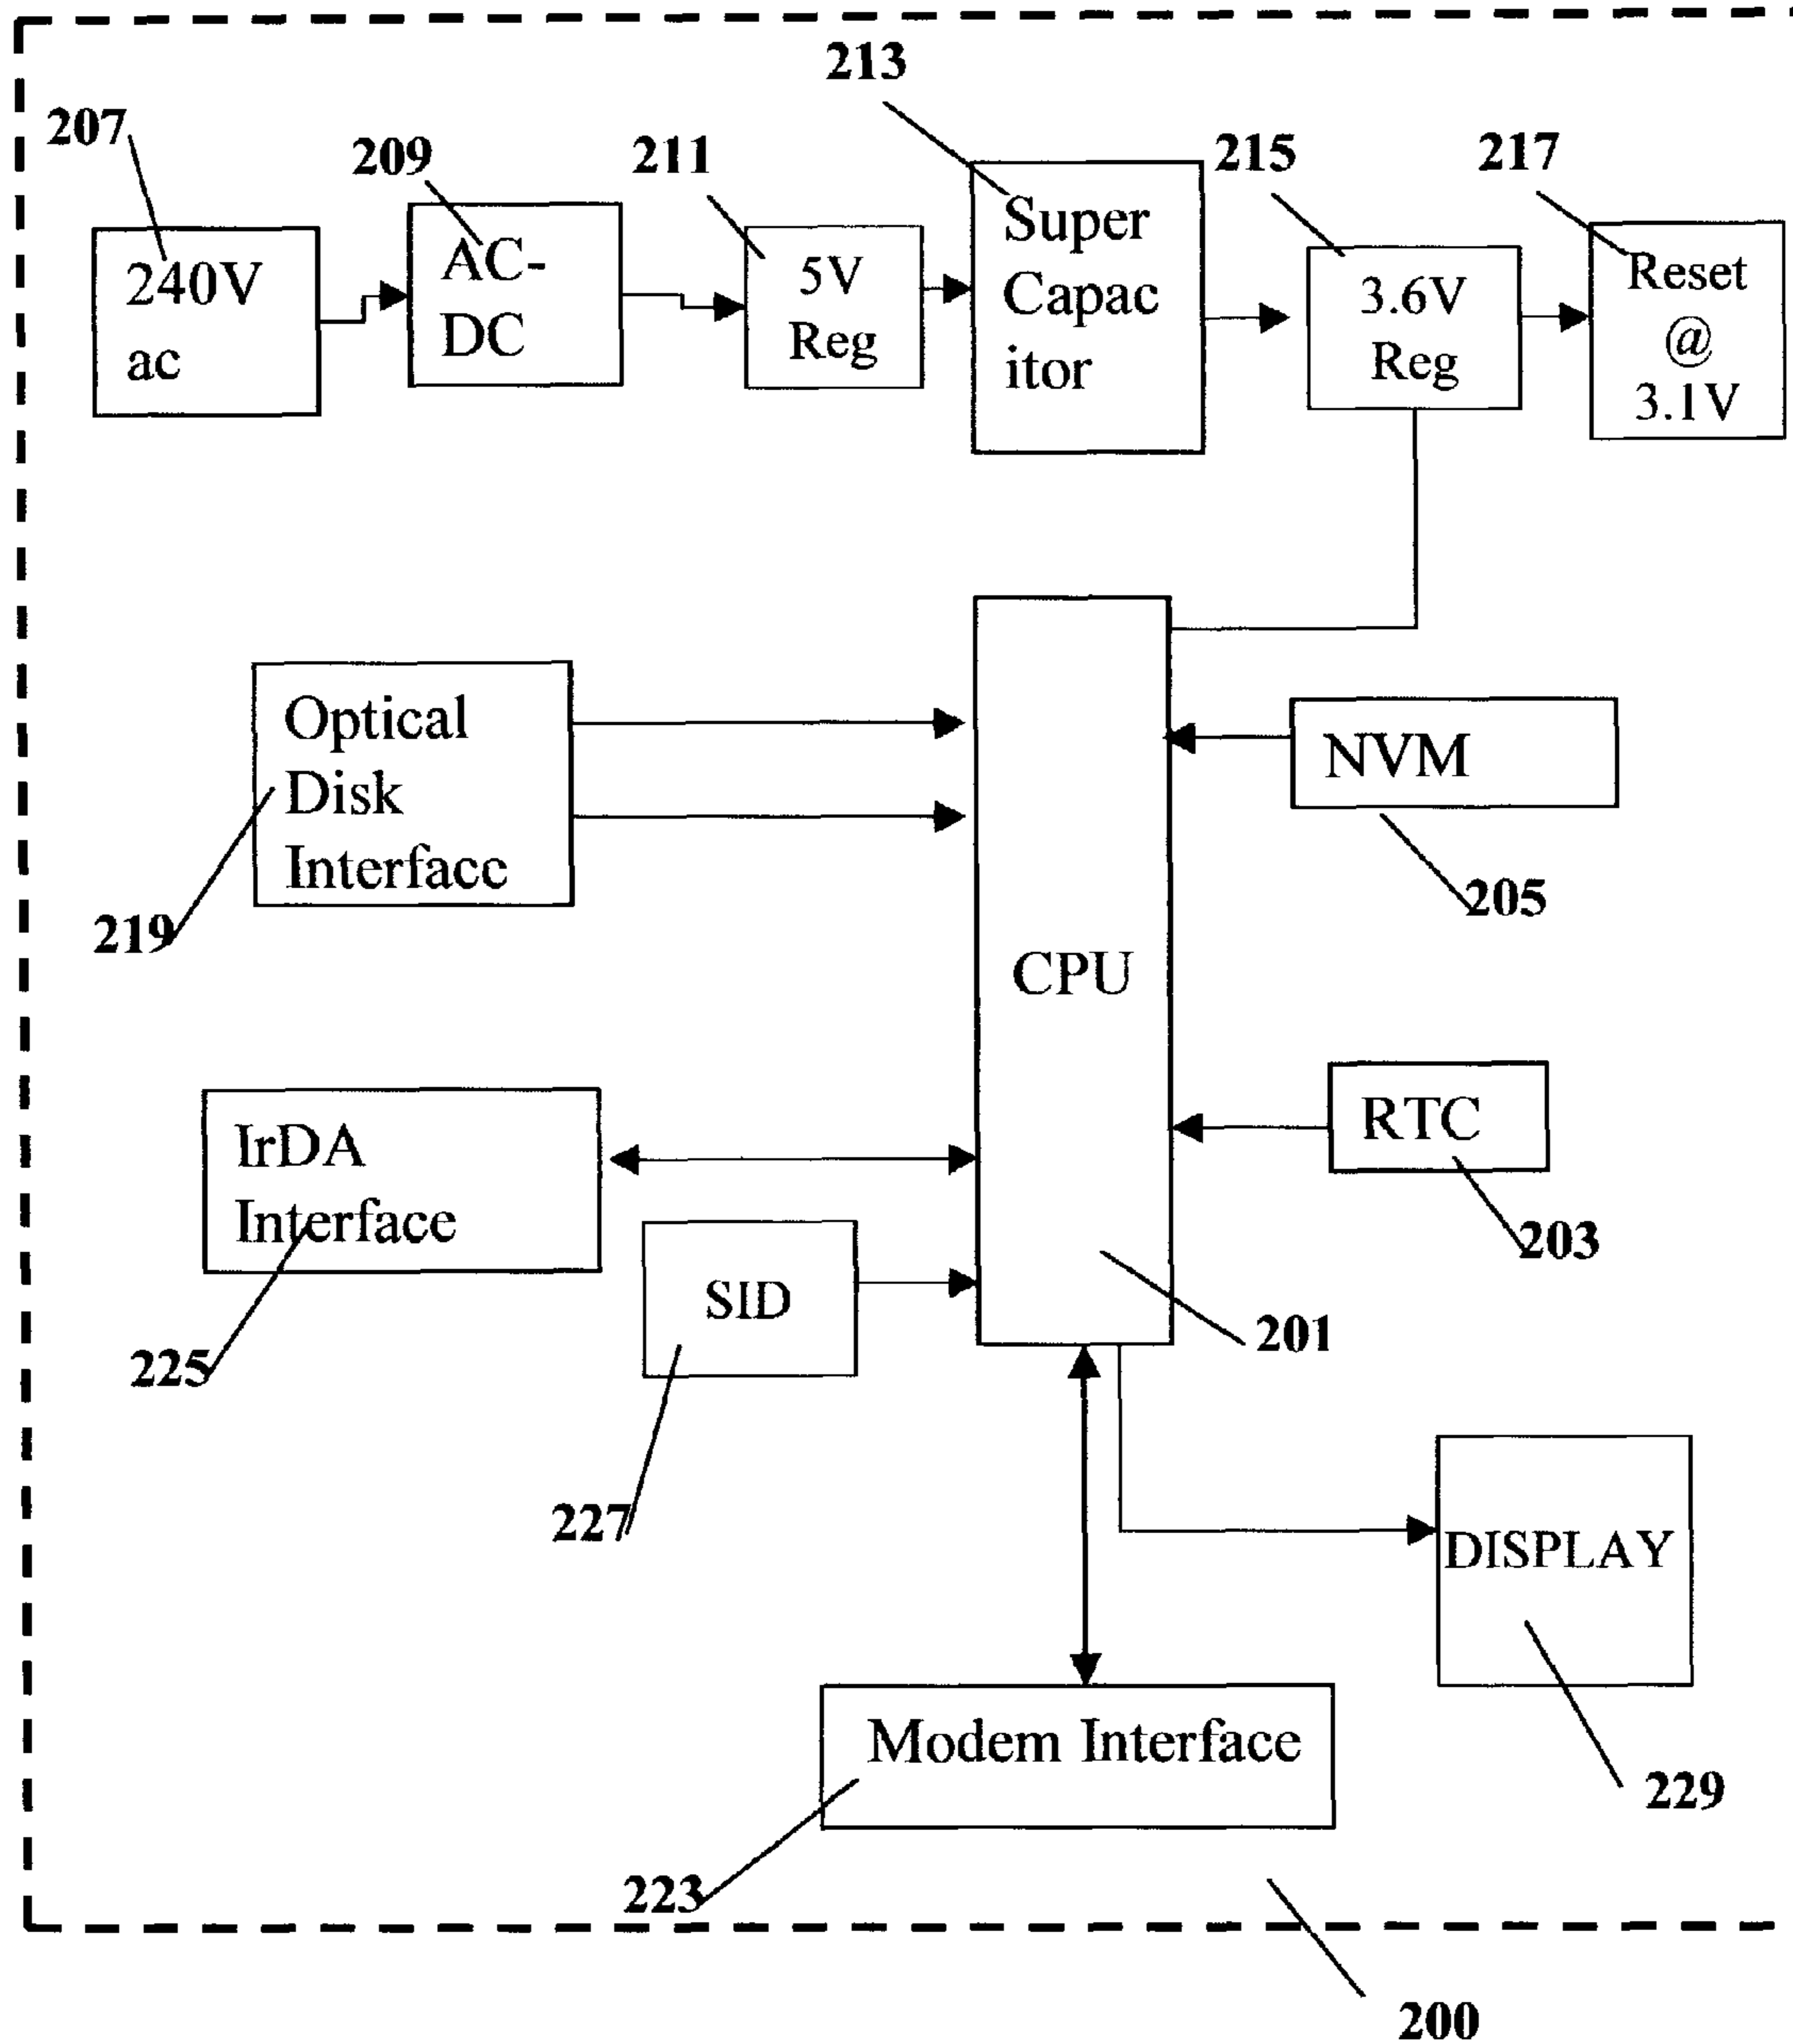 213
207
209
211
215
217
240V
ac
AC-
DC
5V
Reg
Super
Capac
itor
3.6V
Reg
Reset
@
3.1V
Optical
Disk
Interface
219
CPU
NVM
205
IrDA
Interface
225
SID
227
RTC
203
201
DISPLAY
229
Modem Interface
223
200